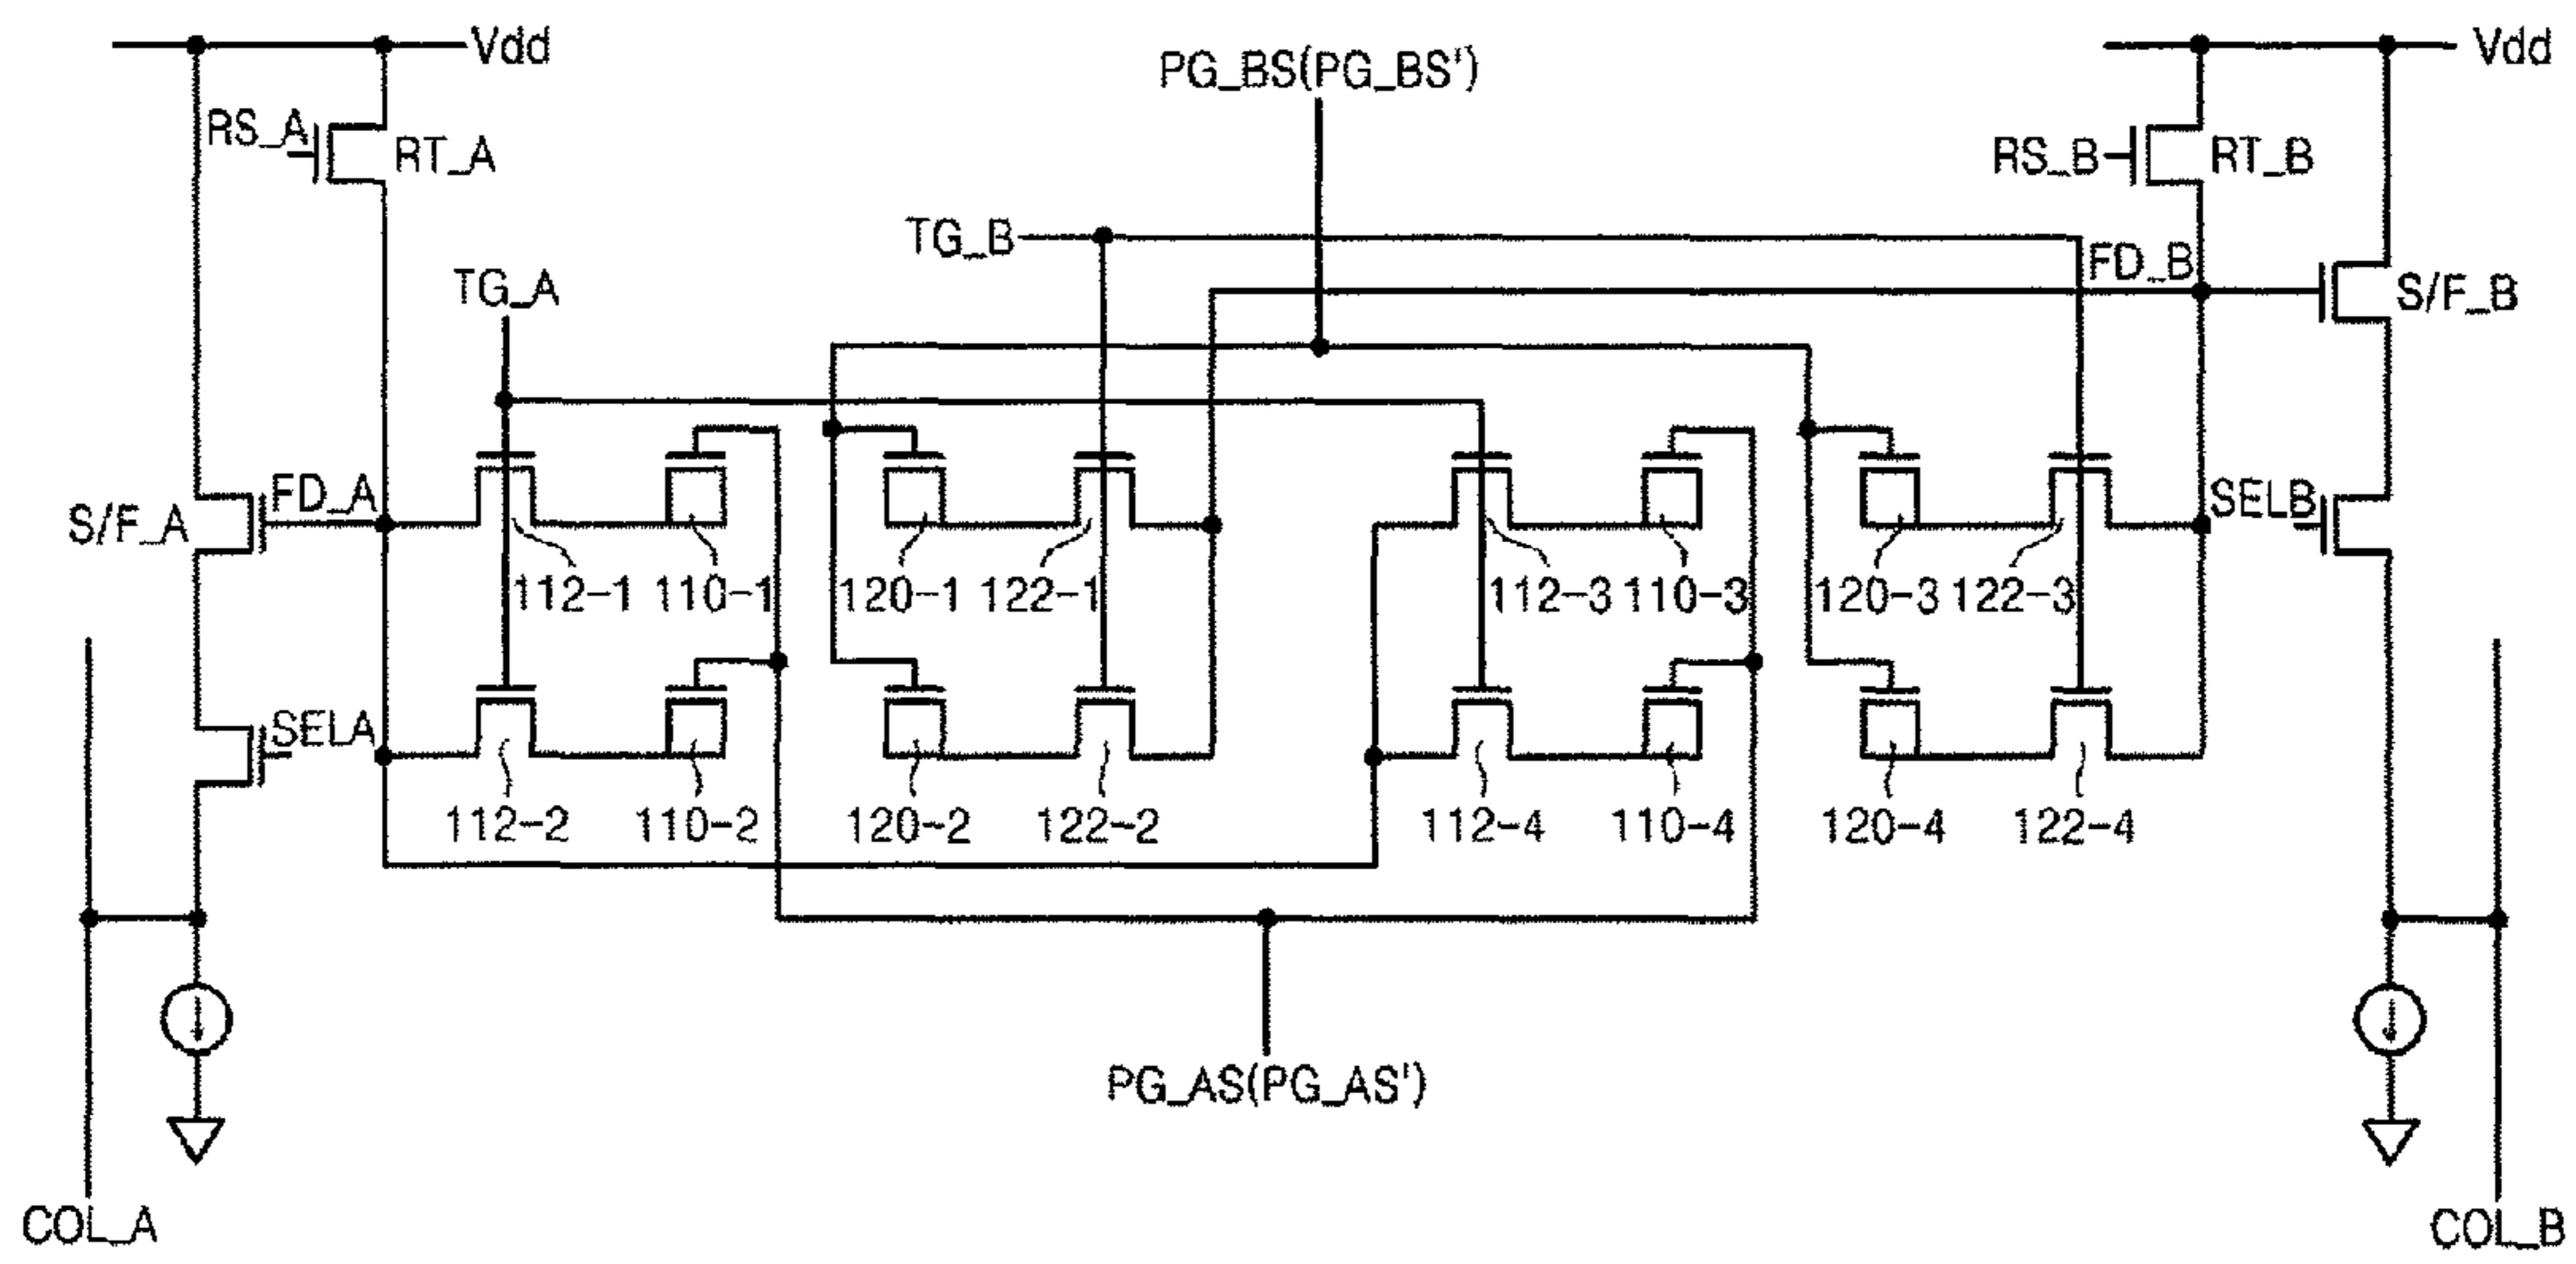 Vdd
PG_BS(PG_BS')
Vdd
RS_A
RT_A
RS_B
RT_B
TG_B
FD_B
TG_A
S/F_B
S/F_A
FD_A
SELB
112-1
110-1
120-1
122-1
112-3
110-3
120-3
122-3
SELA
112-2
110-2
120-2
122-2
112-4
110-4
120-4
122-4
PG_AS(PG_AS')
COL_A
COL_B